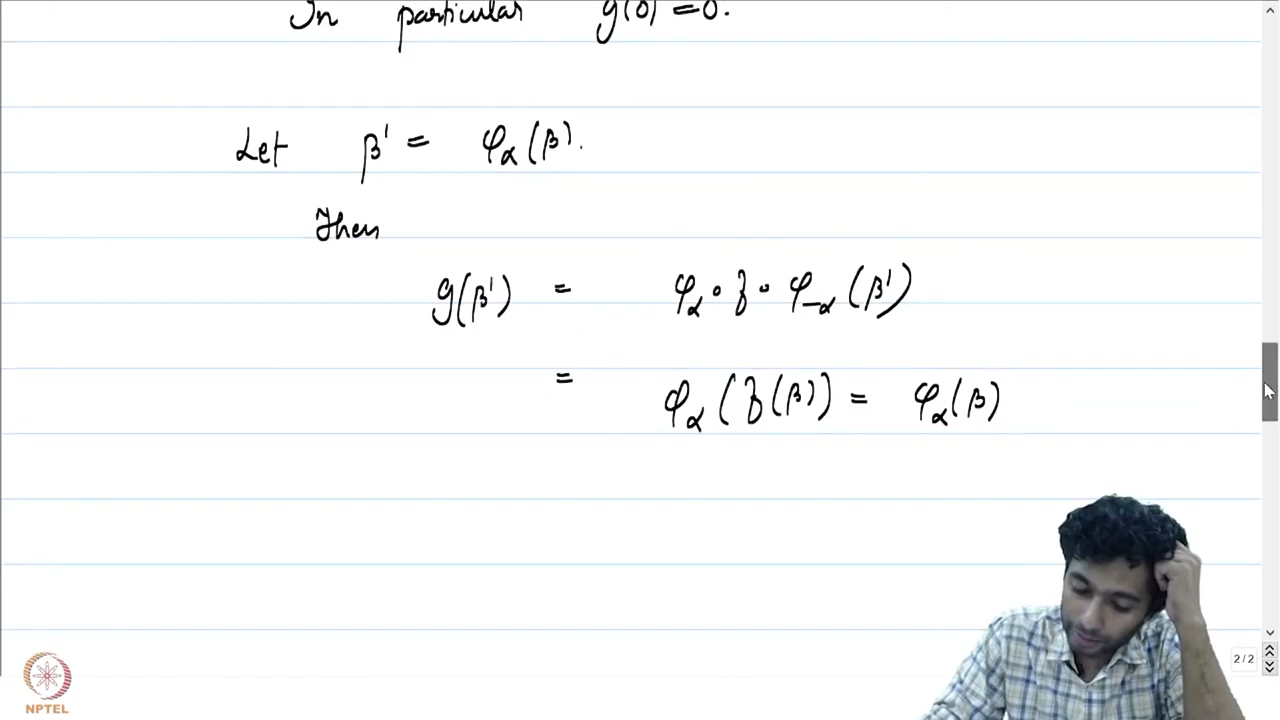 In particular g(0) = 0.
Let β' = φ_α(β).
Then
g(β') = φ_α ∘ f ∘ φ_{-α}(β')
= φ_α(f(β)) = φ_α(β)
2 / 2
NPTEL